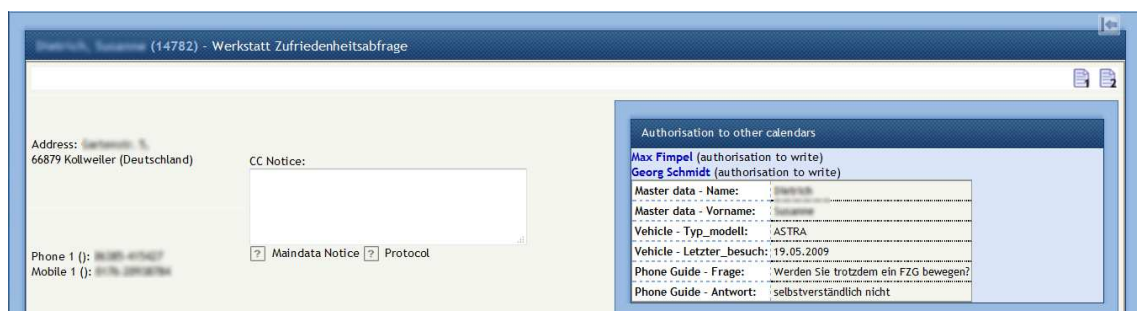 (14782) - Werkstatt Zufriedenheitsabfrage
1
2
Address:
66879 Kollweiler (Deutschland)
CC Notice:
? Maindata Notice ? Protocol
Phone 1 ():
Mobile 1 ():
Authorisation to other calendars
Max Fimpel (authorisation to write)
Georg Schmidt (authorisation to write)
Master data - Name:
Master data - Vorname:
Vehicle - Typ_modell: ASTRA
Vehicle - Letzter_besuch: 19.05.2009
Phone Guide - Frage: Werden Sie trotzdem ein FZG bewegen?
Phone Guide - Antwort: selbstverständlich nicht